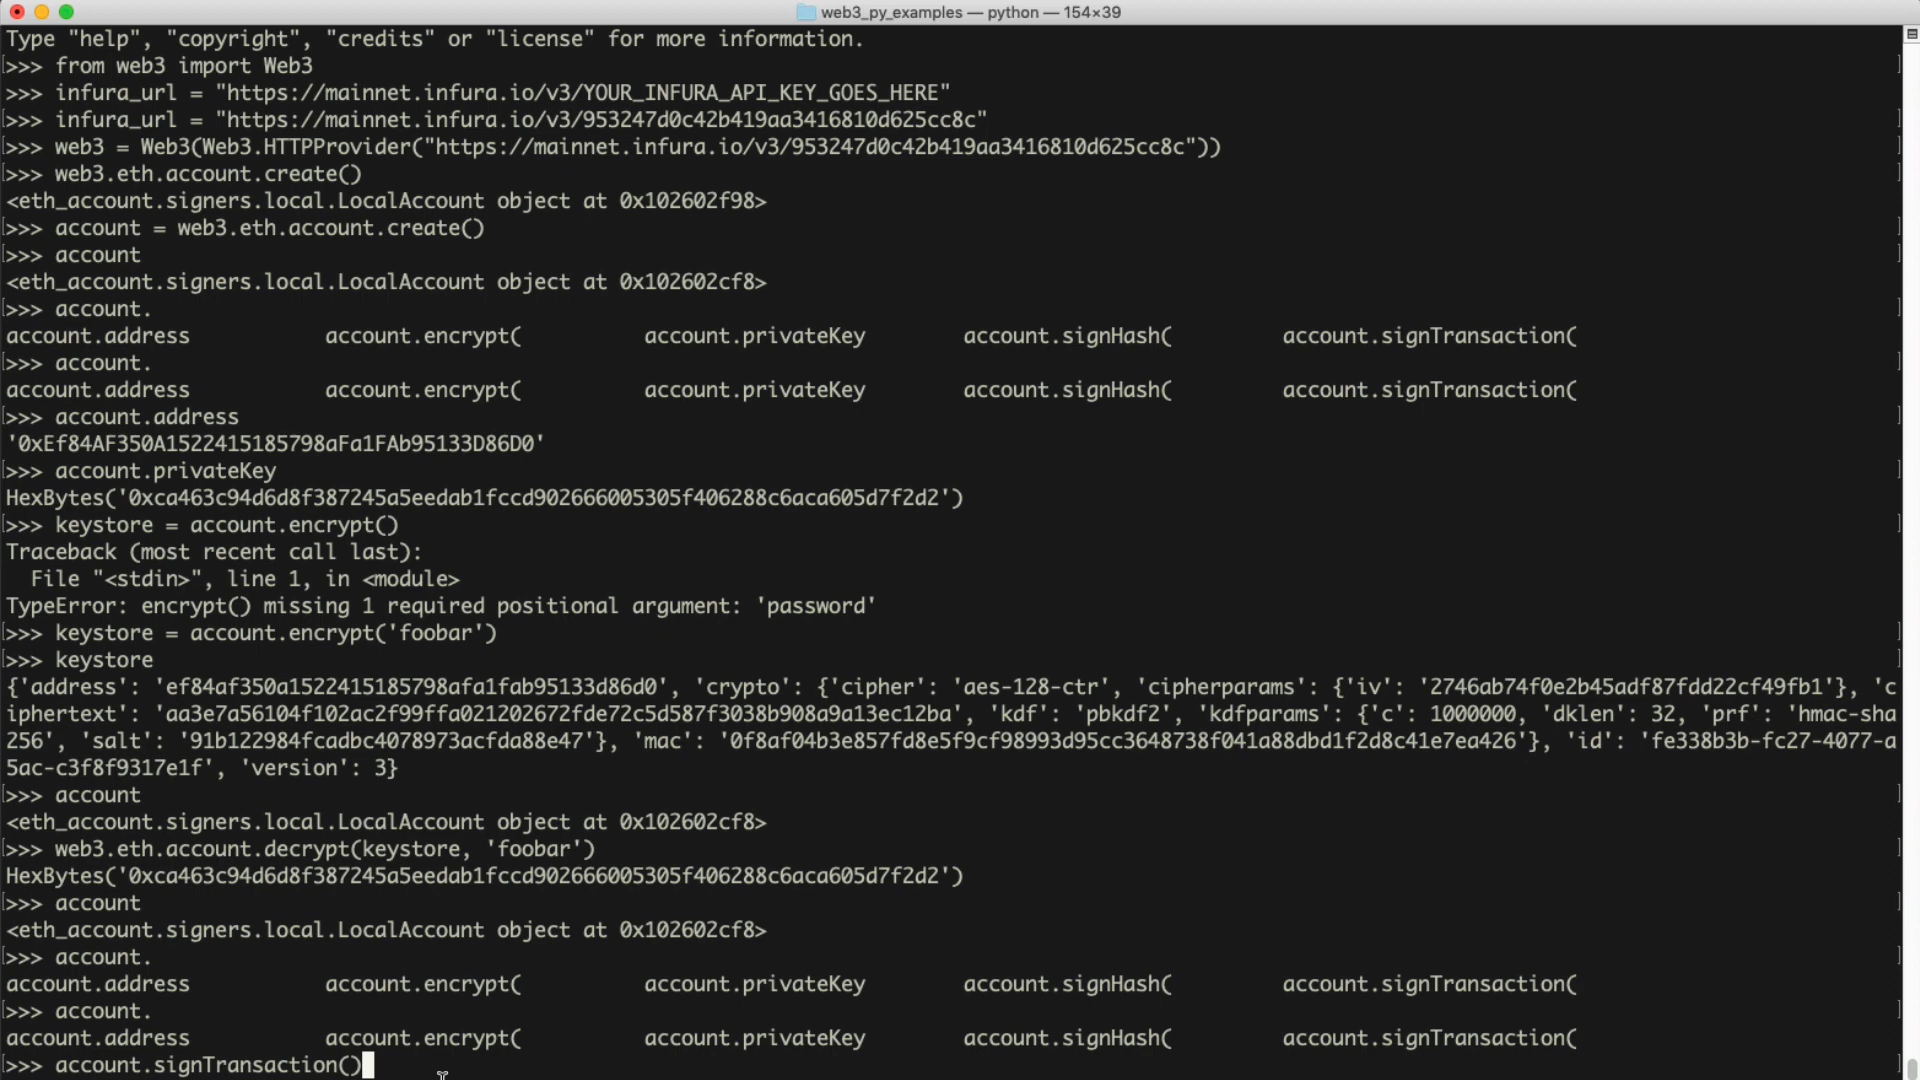 web3_py_examples — python — 154×39
Type "help", "copyright", "credits" or "license" for more information.
>>> from web3 import Web3
>>> infura_url = "https://mainnet.infura.io/v3/YOUR_INFURA_API_KEY_GOES_HERE"
>>> infura_url = "https://mainnet.infura.io/v3/953247d0c42b419aa3416810d625cc8c"
>>> web3 = Web3(Web3.HTTPProvider("https://mainnet.infura.io/v3/953247d0c42b419aa3416810d625cc8c"))
>>> web3.eth.account.create()
<eth_account.signers.local.LocalAccount object at 0x102602f98>
>>> account = web3.eth.account.create()
>>> account
<eth_account.signers.local.LocalAccount object at 0x102602cf8>
>>> account.
account.address           account.encrypt(          account.privateKey        account.signHash(         account.signTransaction(
>>> account.
account.address           account.encrypt(          account.privateKey        account.signHash(         account.signTransaction(
>>> account.address
'0xEf84AF350A1522415185798aFa1FAb95133D86D0'
>>> account.privateKey
HexBytes('0xca463c94d6d8f387245a5eedab1fccd902666005305f406288c6aca605d7f2d2')
>>> keystore = account.encrypt()
Traceback (most recent call last):
  File "<stdin>", line 1, in <module>
TypeError: encrypt() missing 1 required positional argument: 'password'
>>> keystore = account.encrypt('foobar')
>>> keystore
{'address': 'ef84af350a1522415185798afa1fab95133d86d0', 'crypto': {'cipher': 'aes-128-ctr', 'cipherparams': {'iv': '2746ab74f0e2b45adf87fdd22cf49fb1'}, 'c
iphertext': 'aa3e7a56104f102ac2f99ffa021202672fde72c5d587f3038b908a9a13ec12ba', 'kdf': 'pbkdf2', 'kdfparams': {'c': 1000000, 'dklen': 32, 'prf': 'hmac-sha
256', 'salt': '91b122984fcadbc4078973acfda88e47'}, 'mac': '0f8af04b3e857fd8e5f9cf98993d95cc3648738f041a88dbd1f2d8c41e7ea426'}, 'id': 'fe338b3b-fc27-4077-a
5ac-c3f8f9317e1f', 'version': 3}
>>> account
<eth_account.signers.local.LocalAccount object at 0x102602cf8>
>>> web3.eth.account.decrypt(keystore, 'foobar')
HexBytes('0xca463c94d6d8f387245a5eedab1fccd902666005305f406288c6aca605d7f2d2')
>>> account
<eth_account.signers.local.LocalAccount object at 0x102602cf8>
>>> account.
account.address           account.encrypt(          account.privateKey        account.signHash(         account.signTransaction(
>>> account.
account.address           account.encrypt(          account.privateKey        account.signHash(         account.signTransaction(
>>> account.signTransaction()